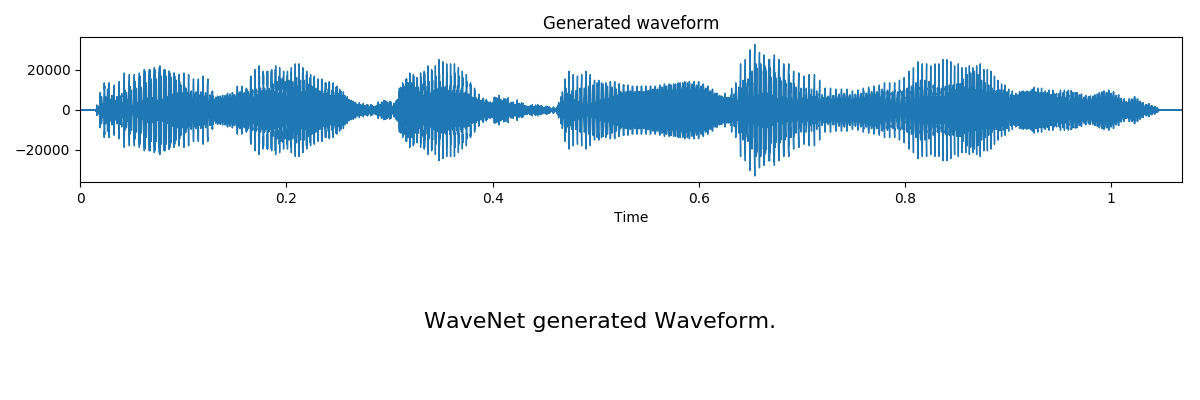 Generated waveform
20000
0
−20000
0 0.2 0.4 0.6 0.8 1
Time
WaveNet generated Waveform.